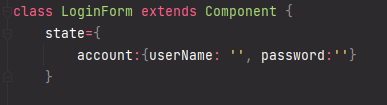 class LoginForm extends Component {
    state={
        account:{userName: '', password:''}
    }